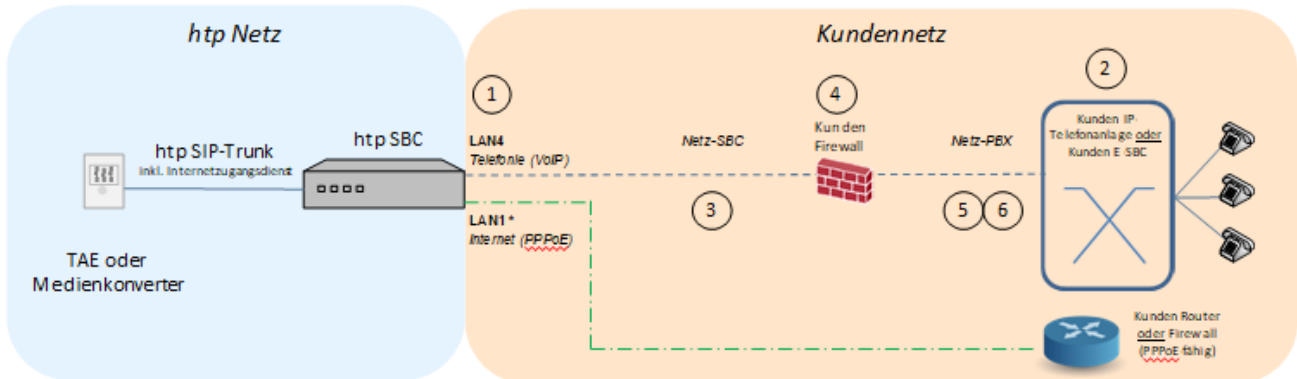 htp Netz
Kundennetz
1
4
2
LAN4
Telefonie (VoIP)
Netz-SBC
Kunden
Firewall
Netz-PBX
Kunden IP-
Telefonanlage oder
Kunden E-SBC
htp SIP-Trunk
inkl. Internetzugangsdienst
htp SBC
3
5
6
LAN1*
Internet (PPPoE)
TAE oder
Medienkonverter
Kunden Router
oder Firewall
(PPPoE fähig)